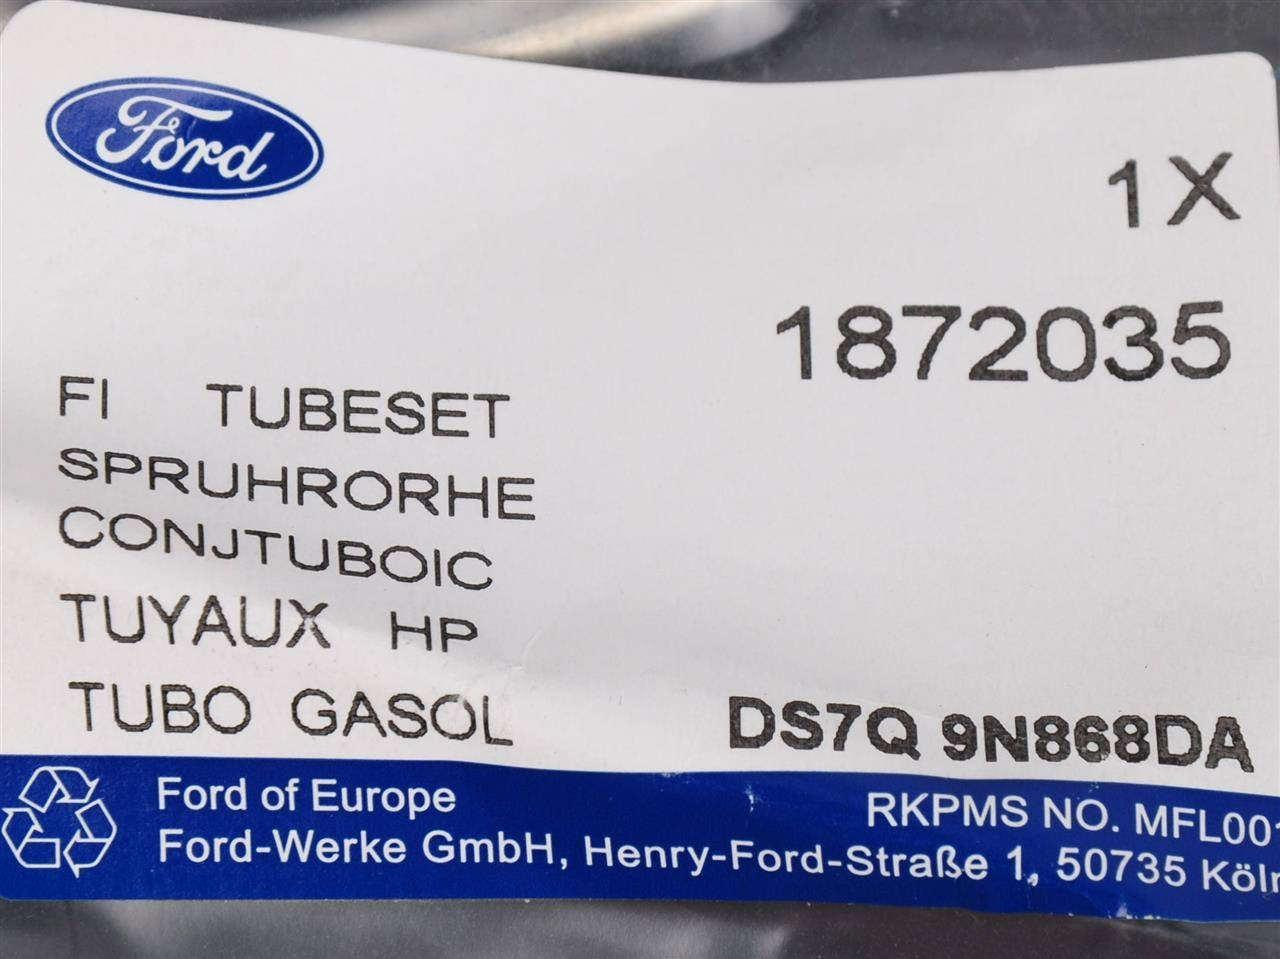 Ford
1X
1872035
FI TUBESET
SPRUHRORHE
CONJTUBOIC
TUYAUX HP
TUBO GASOL
DS7Q 9N868DA
Ford of Europe
RKPMS NO. MFL001
Ford-Werke GmbH, Henry-Ford-Straße 1, 50735 Köln